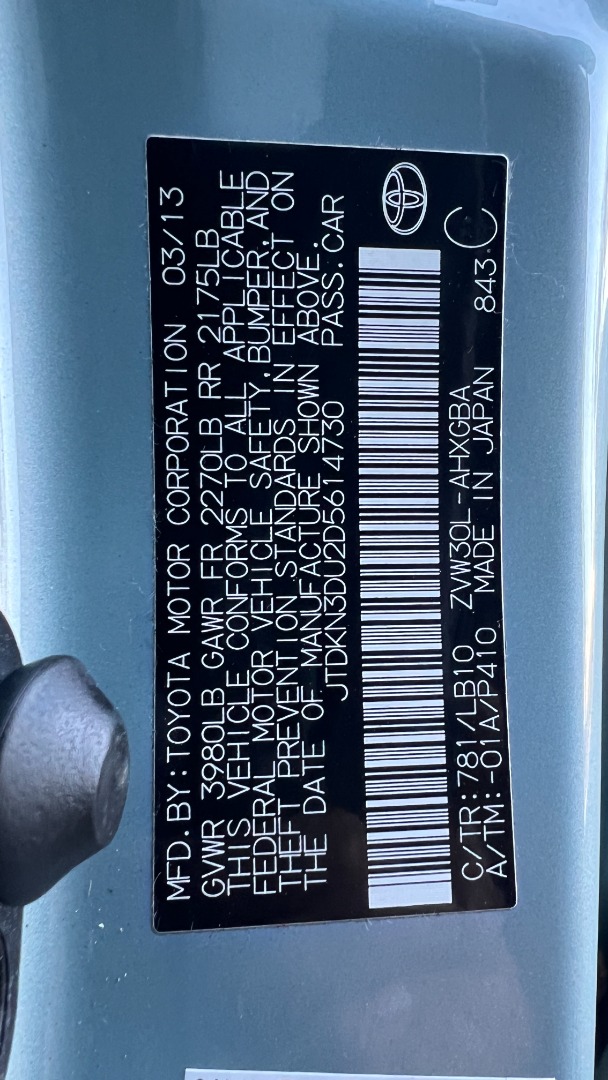 MFD.BY:TOYOTA MOTOR CORPORATION 03/13
GVWR 3980LB GAWR FR 2270LB RR 2175LB
THIS VEHICLE CONFORMS TO ALL APPLICABLE
FEDERAL MOTOR VEHICLE SAFETY,BUMPER,AND
THEFT PREVENTION STANDARDS IN EFFECT ON
THE DATE OF MANUFACTURE SHOWN ABOVE.
JTDKN3DU2D5614730 PASS.CAR
C/TR:781/LB10 ZVW30L-AHXGBA
A/TM:-01A/P410 MADE IN JAPAN 843 C